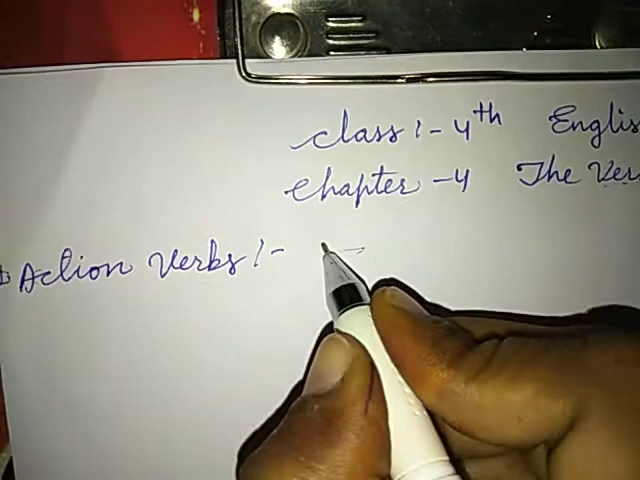 Class :- 4th Englis
Chapter - 4 The Ver
Action Verbs :- →